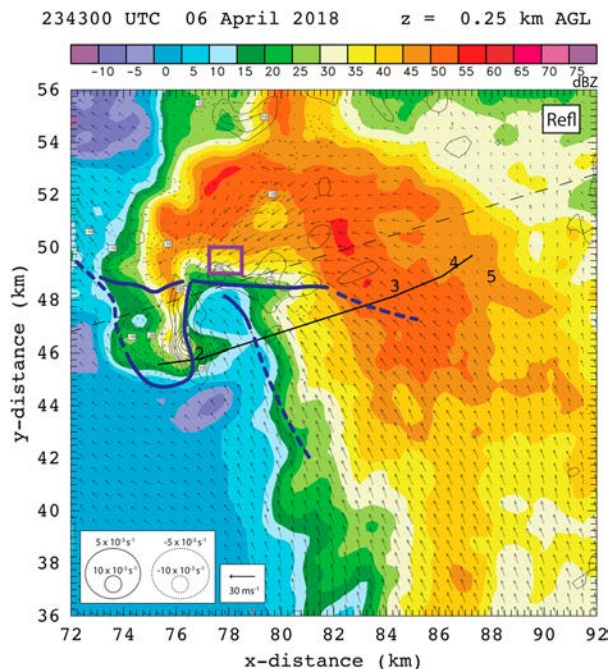 234300 UTC 06 April 2018 z = 0.25 km AGL
-10 -5 0 5 10 15 20 25 30 35 40 45 50 55 60 65 70 75
dBZ
Refl
56
54
52
50
48
46
44
42
40
38
36
y-distance (km)
2
3
4
5
5 x 10⁻³ s⁻¹
-5 x 10⁻³ s⁻¹
10 x 10⁻³ s⁻¹
-10 x 10⁻³ s⁻¹
30 ms⁻¹
72 74 76 78 80 82 84 86 88 90 92
x-distance (km)